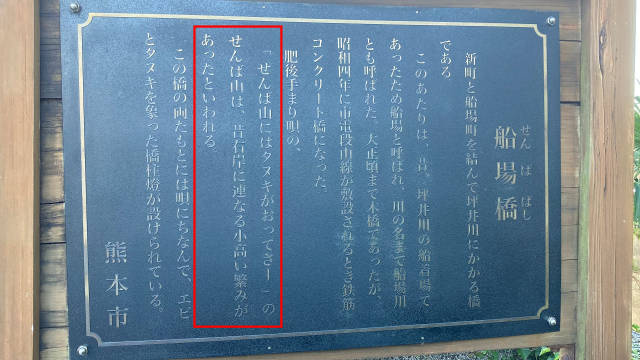 せんばばし
船場橋
新町と船場町を結んで坪井川にかかる橋
である
このあたりは、昔、坪井川の船着場で
あったため船場と呼ばれ、川の名まで船場川
とも呼ばれた。大正頃まで木橋であったが、
昭和四年に市電段山線が敷設されるとき鉄筋
コンクリート橋になった。
肥後手まり唄の、
「せんば山にはタヌキがおってさー」の
せんば山は、昔右岸に連なる小高い繁みが
あったといわれる。
この橋の両たもとには唄にちなんで、エビ
とタヌキを象った橋柱燈が設けられている。
熊本市